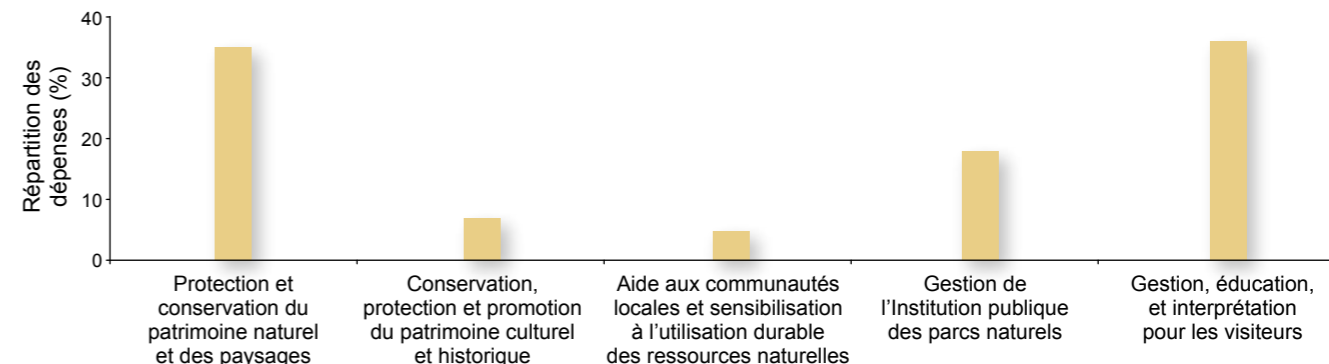 Répartition des
dépenses (%)
40
30
20
10
0
Protection et
conservation du
patrimoine naturel
et des paysages
Conservation,
protection et promotion
du patrimoine culturel
et historique
Aide aux communautés
locales et sensibilisation
à l’utilisation durable
des ressources naturelles
Gestion de
l’Institution publique
des parcs naturels
Gestion, éducation,
et interprétation
pour les visiteurs